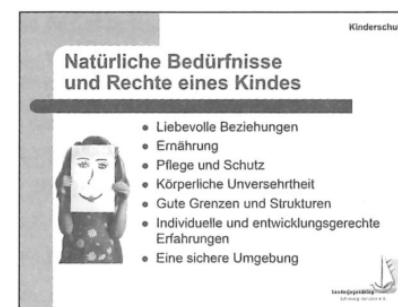 Kinderschu
Natürliche Bedürfnisse
und Rechte eines Kindes
Liebevolle Beziehungen
Ernährung
Pflege und Schutz
Körperliche Unversehrtheit
Gute Grenzen und Strukturen
Individuelle und entwicklungsgerechte
Erfahrungen
Eine sichere Umgebung